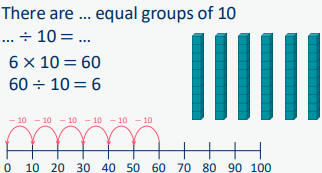 There are ... equal groups of 10
... ÷ 10 = ...
6 × 10 = 60
60 ÷ 10 = 6
− 10 − 10 − 10 − 10 − 10 − 10
0 10 20 30 40 50 60 70 80 90 100